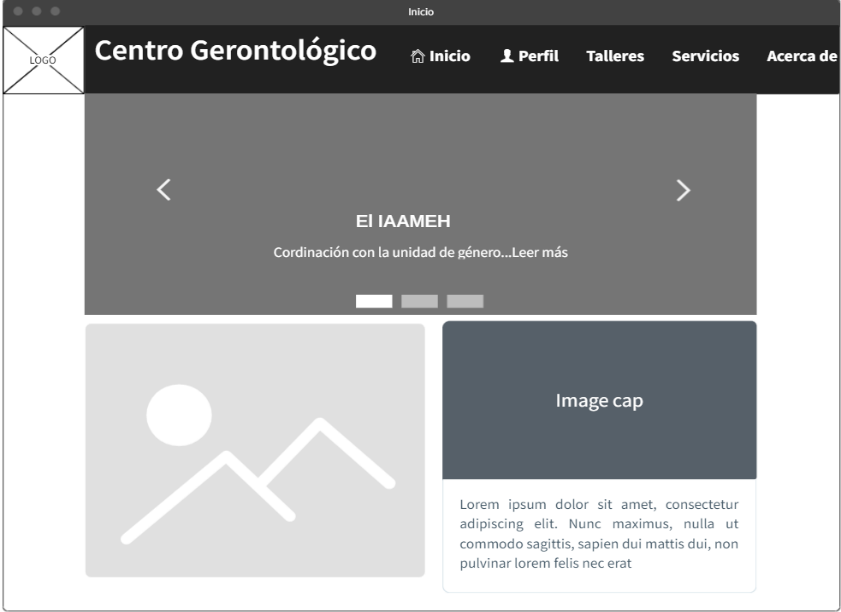 Inicio
LOGO
Centro Gerontológico
Inicio
Perfil
Talleres
Servicios
Acerca de
El IAAMEH
Cordinación con la unidad de género...Leer más
Image cap
Lorem ipsum dolor sit amet, consectetur
adipiscing elit. Nunc maximus, nulla ut
commodo sagittis, sapien dui mattis dui, non
pulvinar lorem felis nec erat